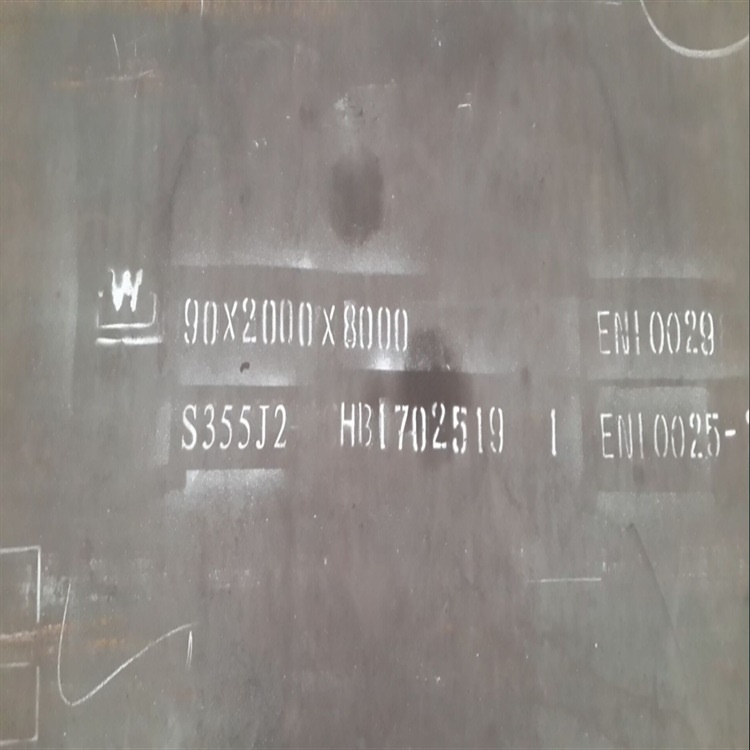 W
90X2000X8000 EN10029
S355J2 HB1702519 1 EN10025-